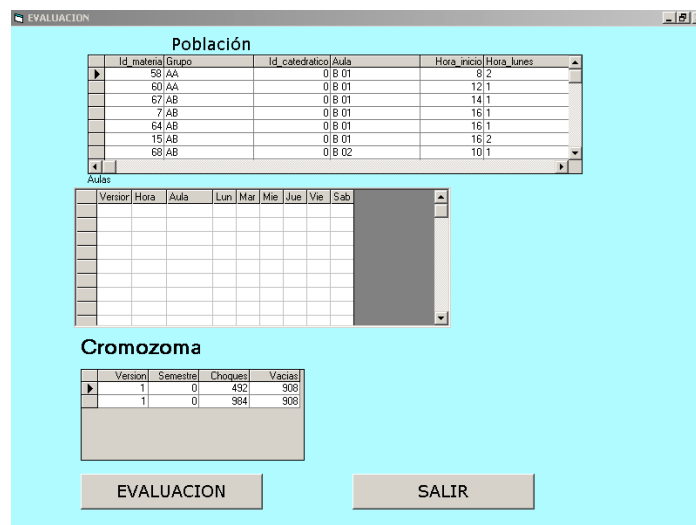 EVALUACION
Población
Id_materia Grupo Id_catedratico Aula Hora_inicio Hora_lunes
58 AA 0 B 01 8 2
60 AA 0 B 01 12 1
67 AB 0 B 01 14 1
7 AB 0 B 01 16 1
64 AB 0 B 01 16 1
15 AB 0 B 01 16 2
68 AB 0 B 02 10 1
Aulas
Version Hora Aula Lun Mar Mie Jue Vie Sab
Cromozoma
Version Semestre Choques Vacias
1 0 492 908
1 0 984 908
EVALUACION SALIR